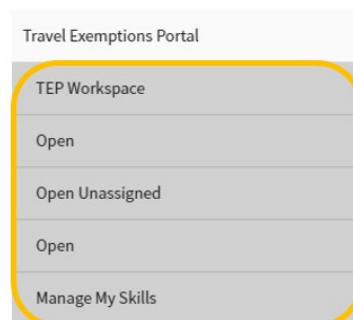 Travel Exemptions Portal
TEP Workspace
Open
Open Unassigned
Open
Manage My Skills